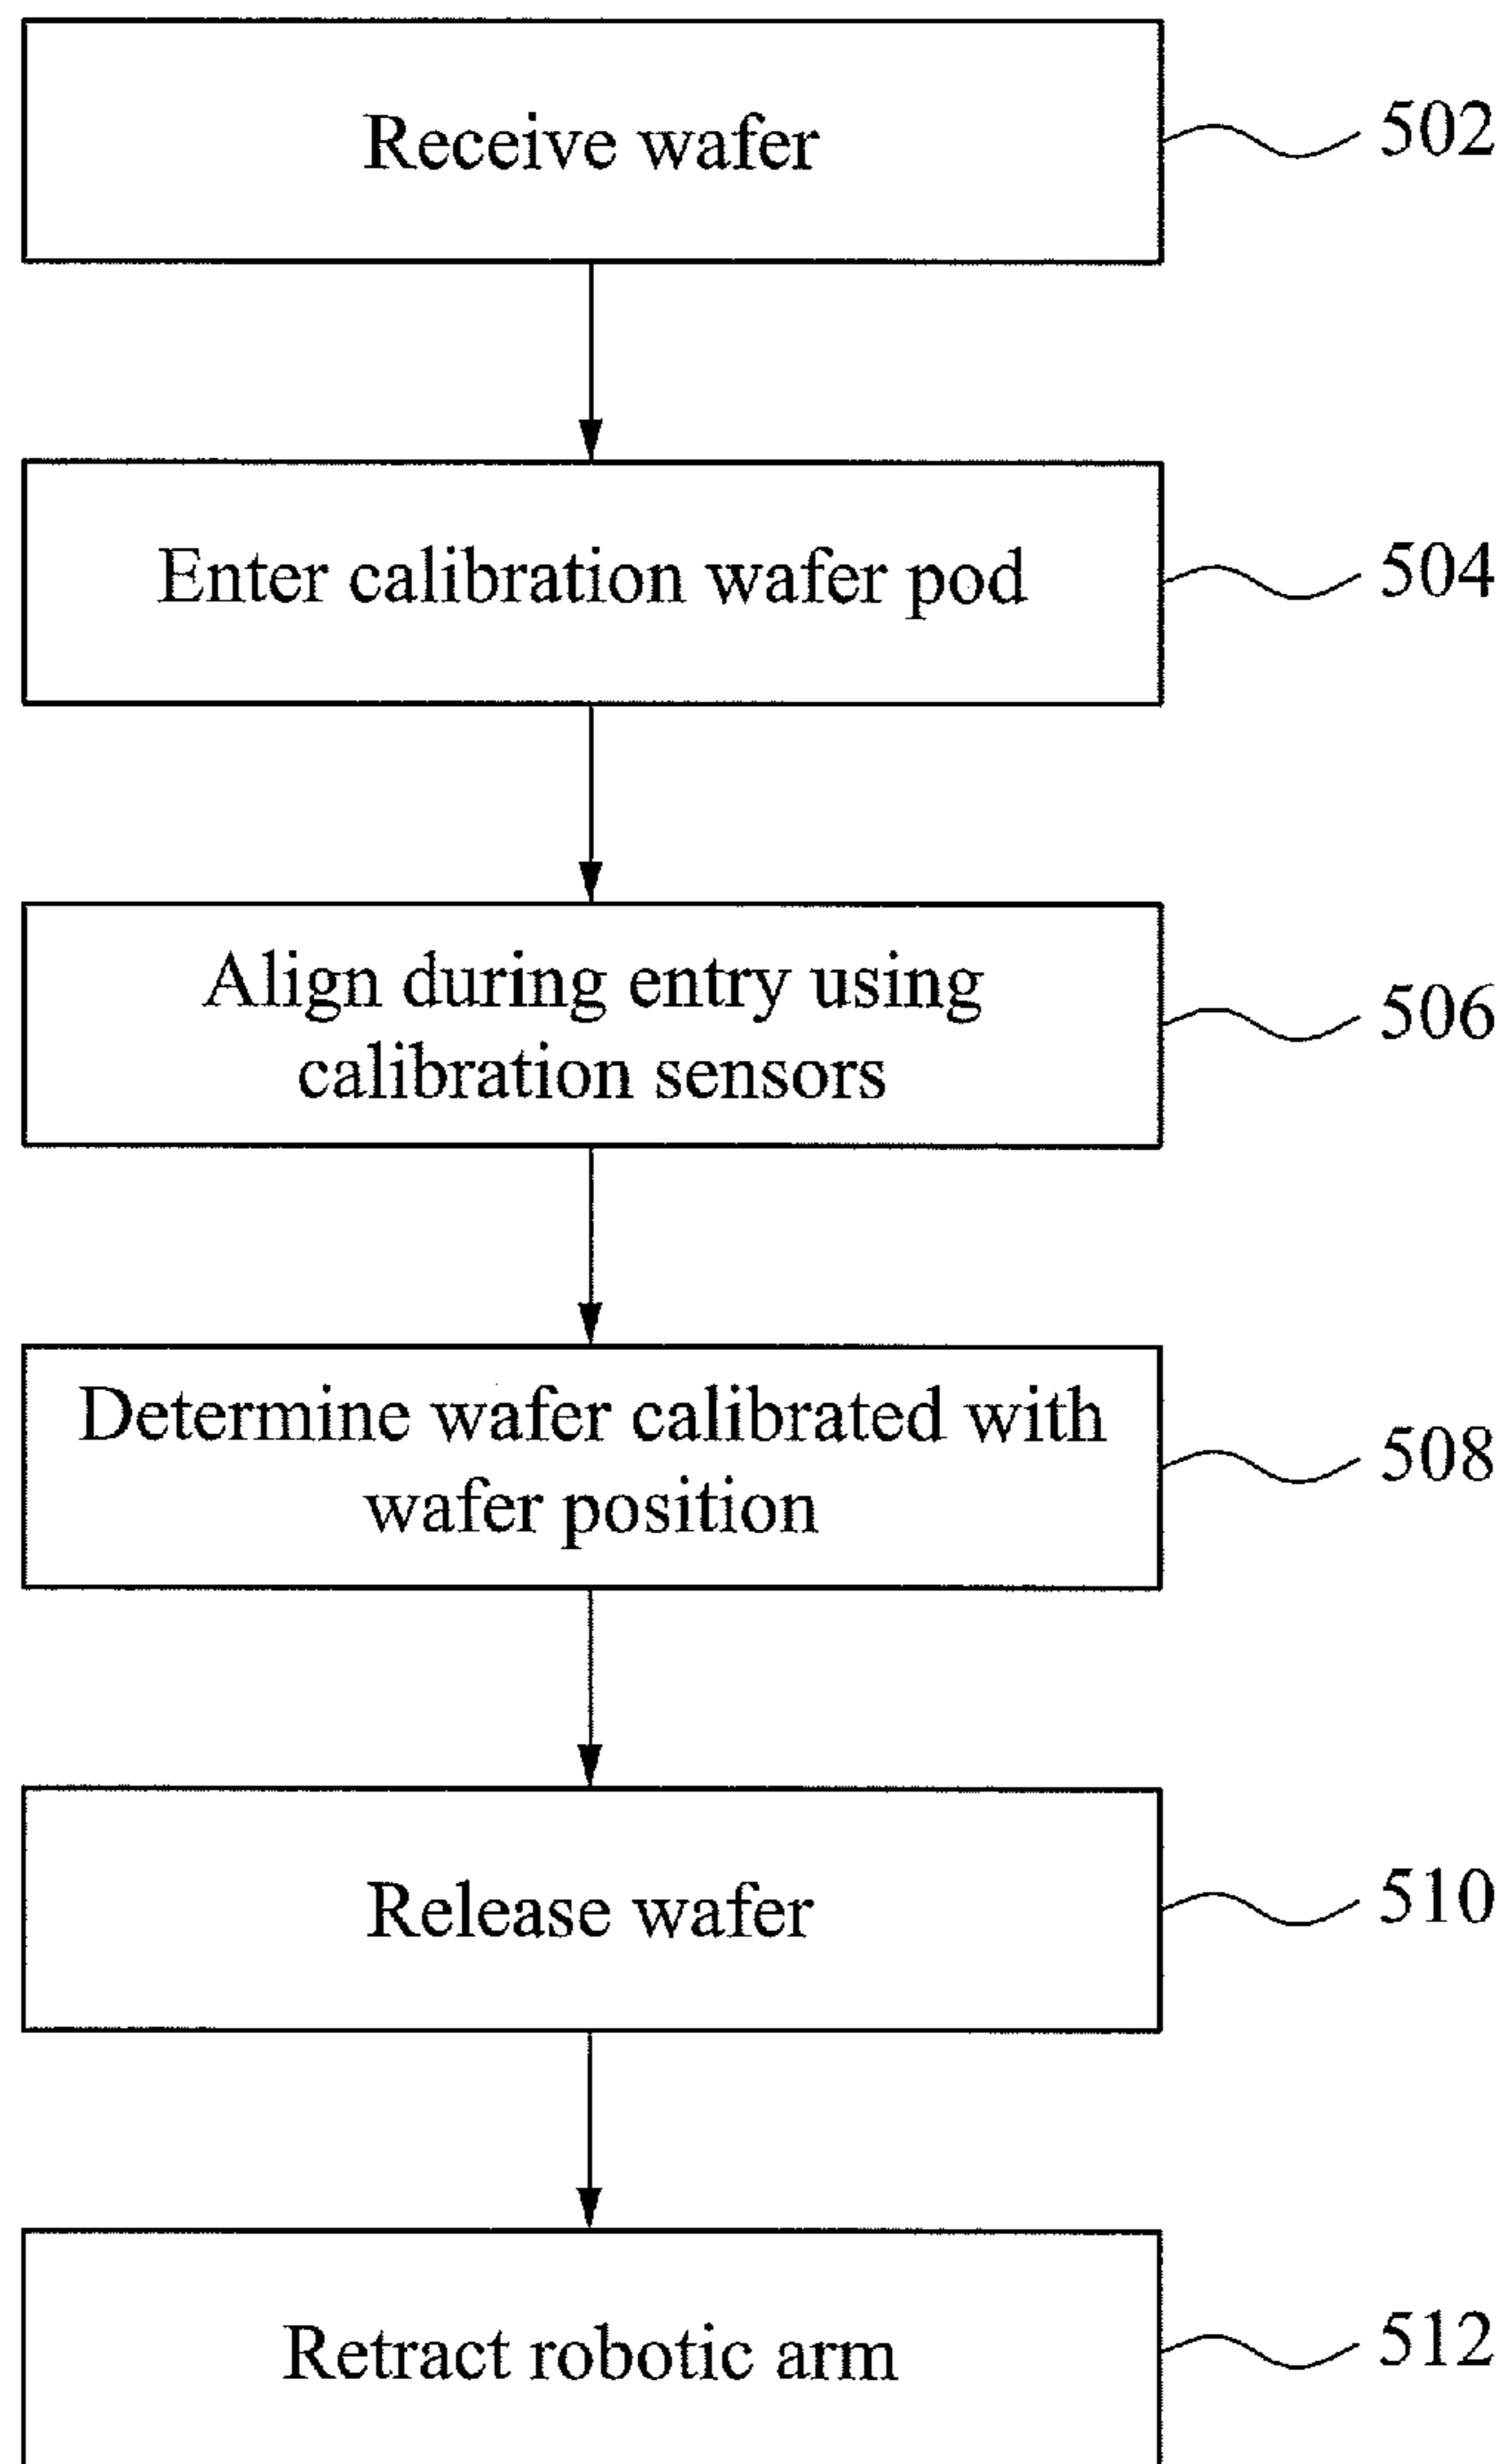 Receive wafer
502
Enter calibration wafer pod
504
Align during entry using
calibration sensors
506
Determine wafer calibrated with
wafer position
508
Release wafer
510
Retract robotic arm
512